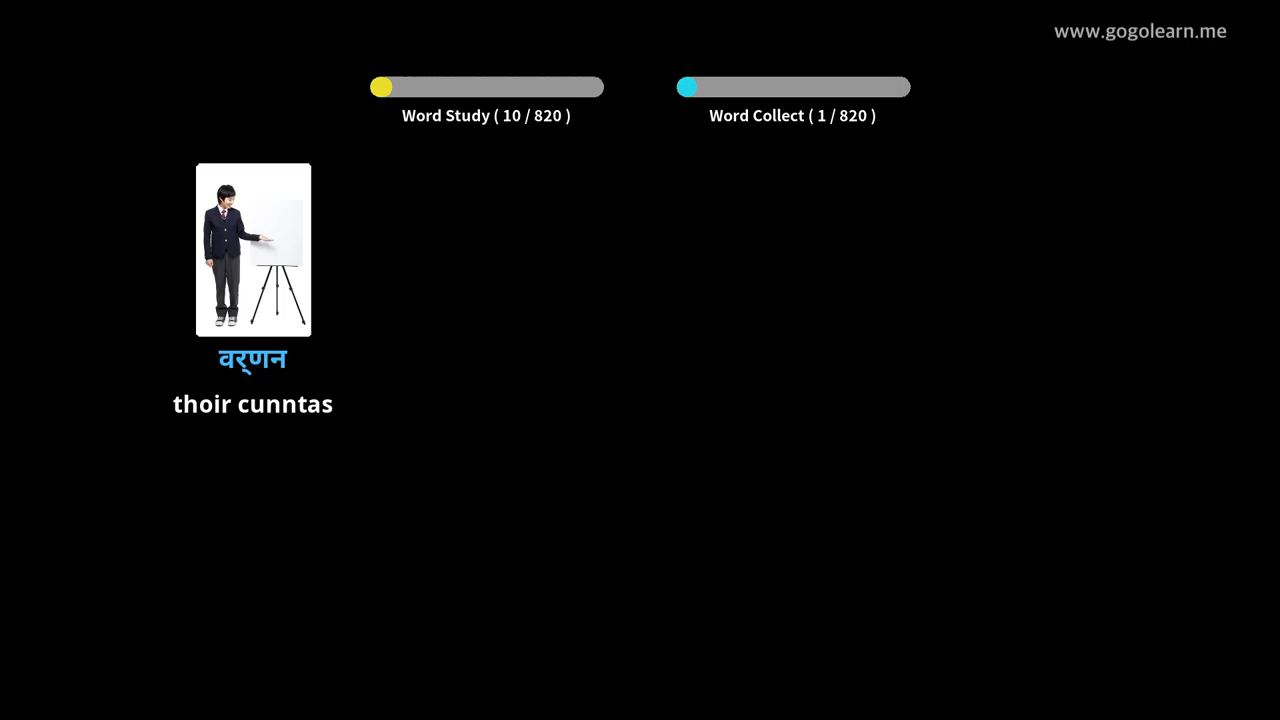 www.gogolearn.me
Word Study ( 10 / 820 )
Word Collect ( 1 / 820 )
वर्णन
thoir cunntas